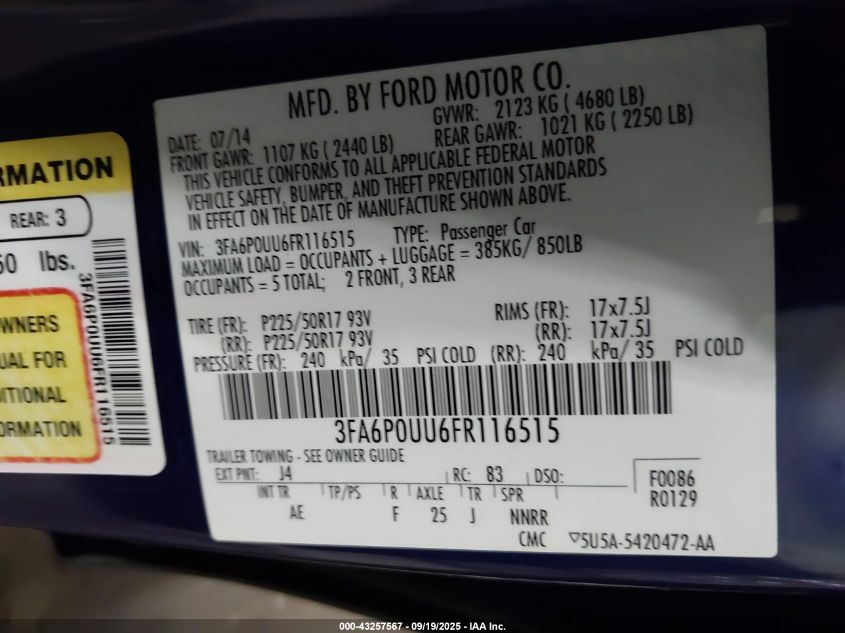 MFD. BY FORD MOTOR CO.
DATE: 07/14 GVWR: 2123 KG ( 4680 LB)
FRONT GAWR: 1107 KG ( 2440 LB) REAR GAWR: 1021 KG ( 2250 LB)
THIS VEHICLE CONFORMS TO ALL APPLICABLE FEDERAL MOTOR
VEHICLE SAFETY, BUMPER, AND THEFT PREVENTION STANDARDS
IN EFFECT ON THE DATE OF MANUFACTURE SHOWN ABOVE.
VIN: 3FA6P0UU6FR116515 TYPE: Passenger Car
MAXIMUM LOAD = OCCUPANTS + LUGGAGE = 385KG/ 850LB
OCCUPANTS = 5 TOTAL; 2 FRONT, 3 REAR
TIRE (FR): P225/50R17 93V RIMS (FR): 17x7.5J
(RR): P225/50R17 93V (RR): 17x7.5J
PRESSURE (FR): 240 kPa/ 35 PSI COLD (RR): 240 kPa/ 35 PSI COLD
3FA6P0UU6FR116515
TRAILER TOWING - SEE OWNER GUIDE
EXT PNT: J4 RC: 83 DSO: F0086
R0129
INT TR TP/PS R AXLE TR SPR
AE F 25 J NNRR
CMC ▽5U5A-5420472-AA
RMATION
REAR: 3
50 lbs.
3FA6P0UU6FR116515
WNERS
UAL FOR
DITIONAL
ORMATION
000-43257567 - 09/19/2025 - IAA Inc.